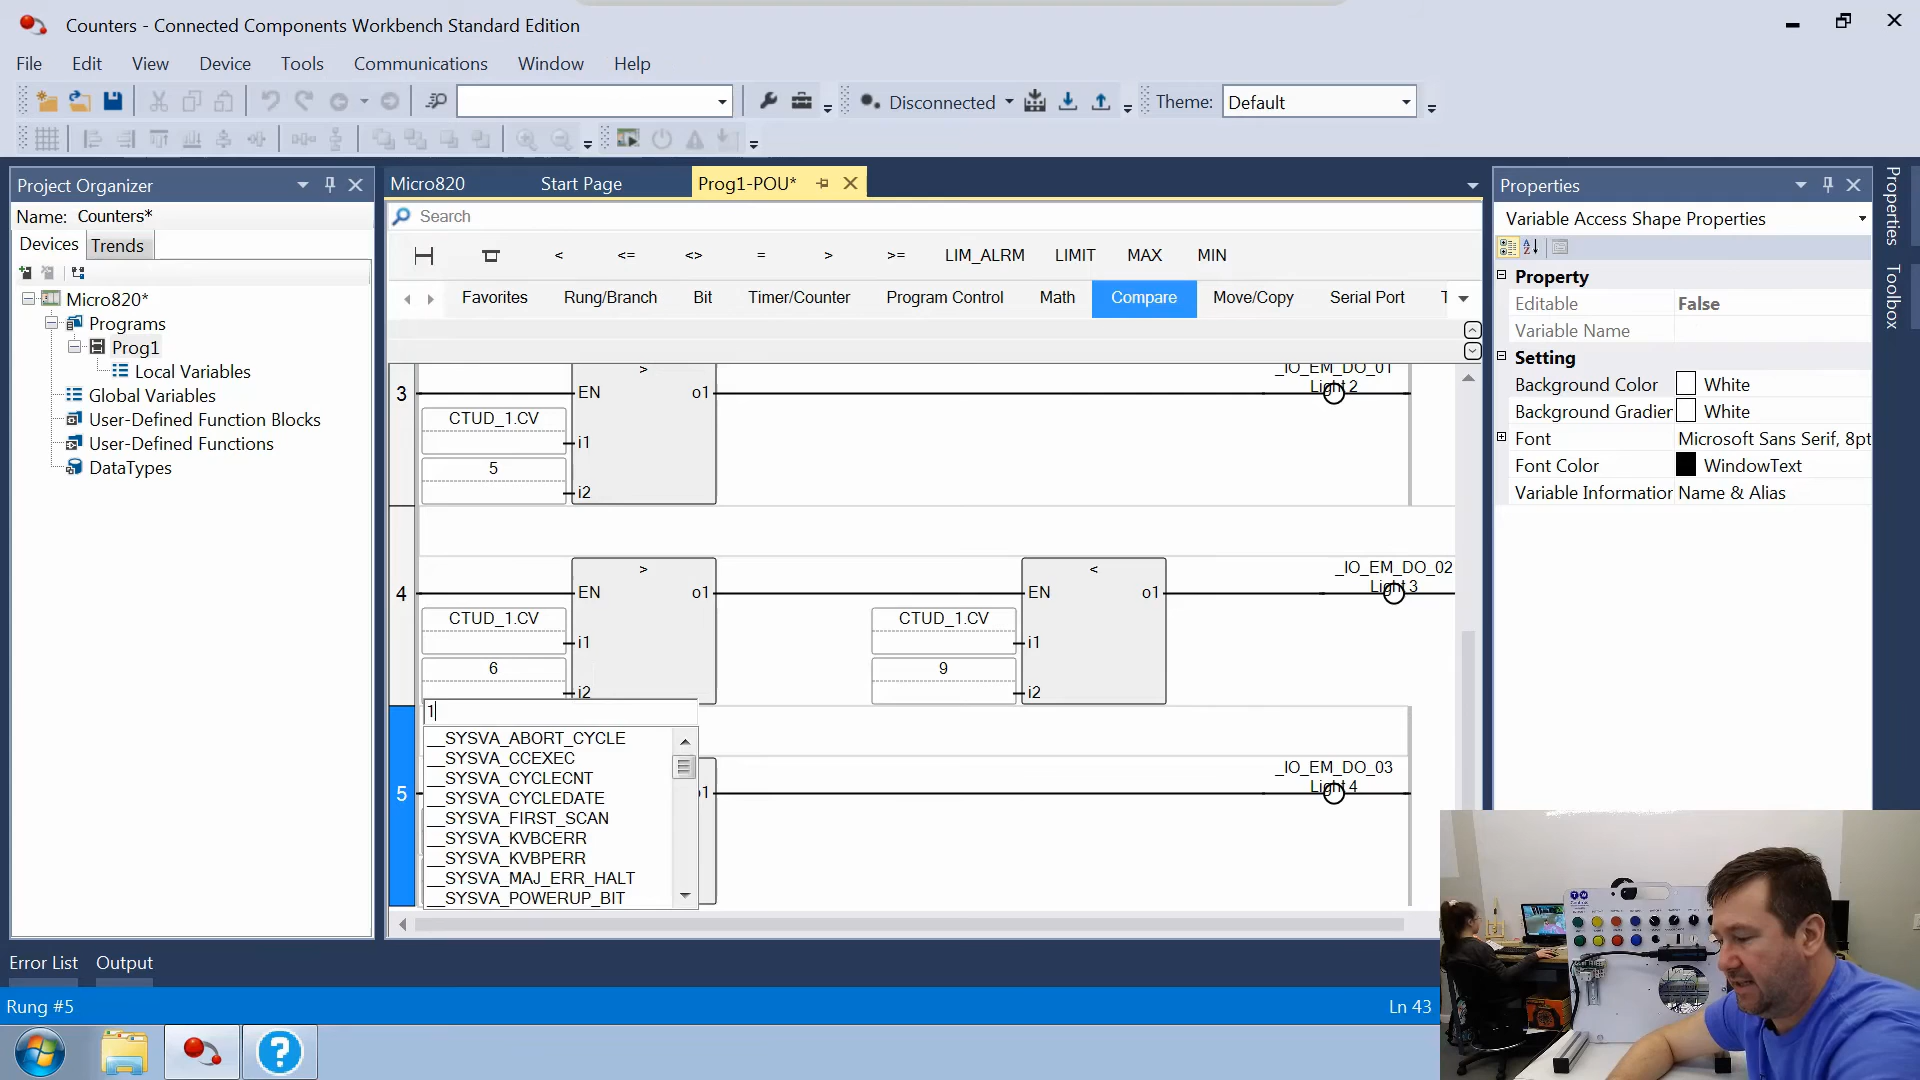 Counters - Connected Components Workbench Standard Edition
File Edit View Device Tools Communications Window Help
Disconnected Theme: Default
Project Organizer
Name: Counters*
Devices Trends
Micro820*
Programs
Prog1
Local Variables
Global Variables
User-Defined Function Blocks
User-Defined Functions
DataTypes
Micro820 Start Page Prog1-POU*
Search
< <= <> = > >= LIM_ALRM LIMIT MAX MIN
Favorites Rung/Branch Bit Timer/Counter Program Control Math Compare Move/Copy Serial Port T
3
>
EN o1
CTUD_1.CV
i1
5
i2
_IO_EM_DO_01
Light 2
4
>
EN o1
CTUD_1.CV
i1
6
i2
<
EN o1
CTUD_1.CV
i1
9
i2
_IO_EM_DO_02
Light 3
5
1
__SYSVA_ABORT_CYCLE
__SYSVA_CCEXEC
__SYSVA_CYCLECNT
__SYSVA_CYCLEDATE
__SYSVA_FIRST_SCAN
__SYSVA_KVBCERR
__SYSVA_KVBPERR
__SYSVA_MAJ_ERR_HALT
__SYSVA_POWERUP_BIT
o1
_IO_EM_DO_03
Light 4
Properties
Variable Access Shape Properties
Property
Editable False
Variable Name
Setting
Background Color White
Background Gradier White
Font Microsoft Sans Serif, 8pt
Font Color WindowText
Variable Information Name & Alias
Properties
Toolbox
Error List Output
Rung #5 Ln 43